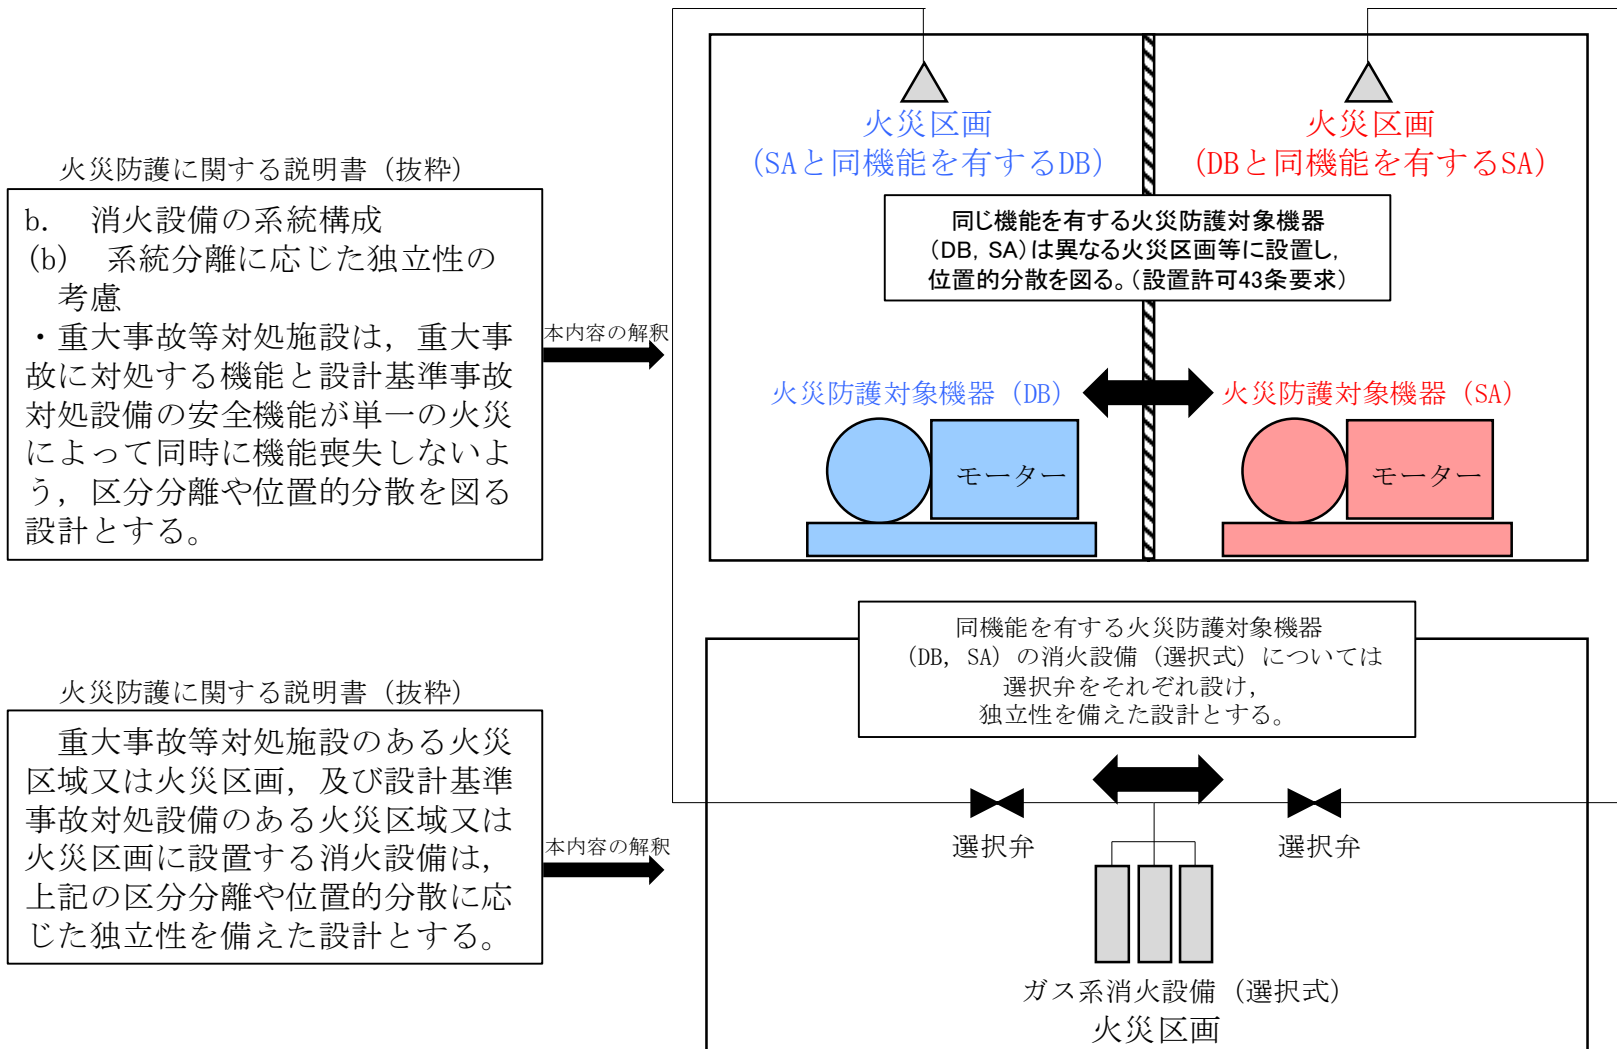 火災防護に関する説明書（抜粋）
b.　消火設備の系統構成
(b)　系統分離に応じた独立性の
考慮
・重大事故等対処施設は，重大事
故に対処する機能と設計基準事故
対処設備の安全機能が単一の火災
によって同時に機能喪失しないよ
う，区分分離や位置的分散を図る
設計とする。
本内容の解釈
火災区画
（SAと同機能を有するDB）
火災区画
（DBと同機能を有するSA）
同じ機能を有する火災防護対象機器
（DB, SA）は異なる火災区画等に設置し，
位置的分散を図る。（設置許可43条要求）
火災防護対象機器（DB）
火災防護対象機器（SA）
モーター
モーター
火災防護に関する説明書（抜粋）
重大事故等対処施設のある火災
区域又は火災区画，及び設計基準
事故対処設備のある火災区域又は
火災区画に設置する消火設備は，
上記の区分分離や位置的分散に応
じた独立性を備えた設計とする。
本内容の解釈
同機能を有する火災防護対象機器
（DB, SA）の消火設備（選択式）については
選択弁をそれぞれ設け，
独立性を備えた設計とする。
選択弁
選択弁
ガス系消火設備（選択式）
火災区画